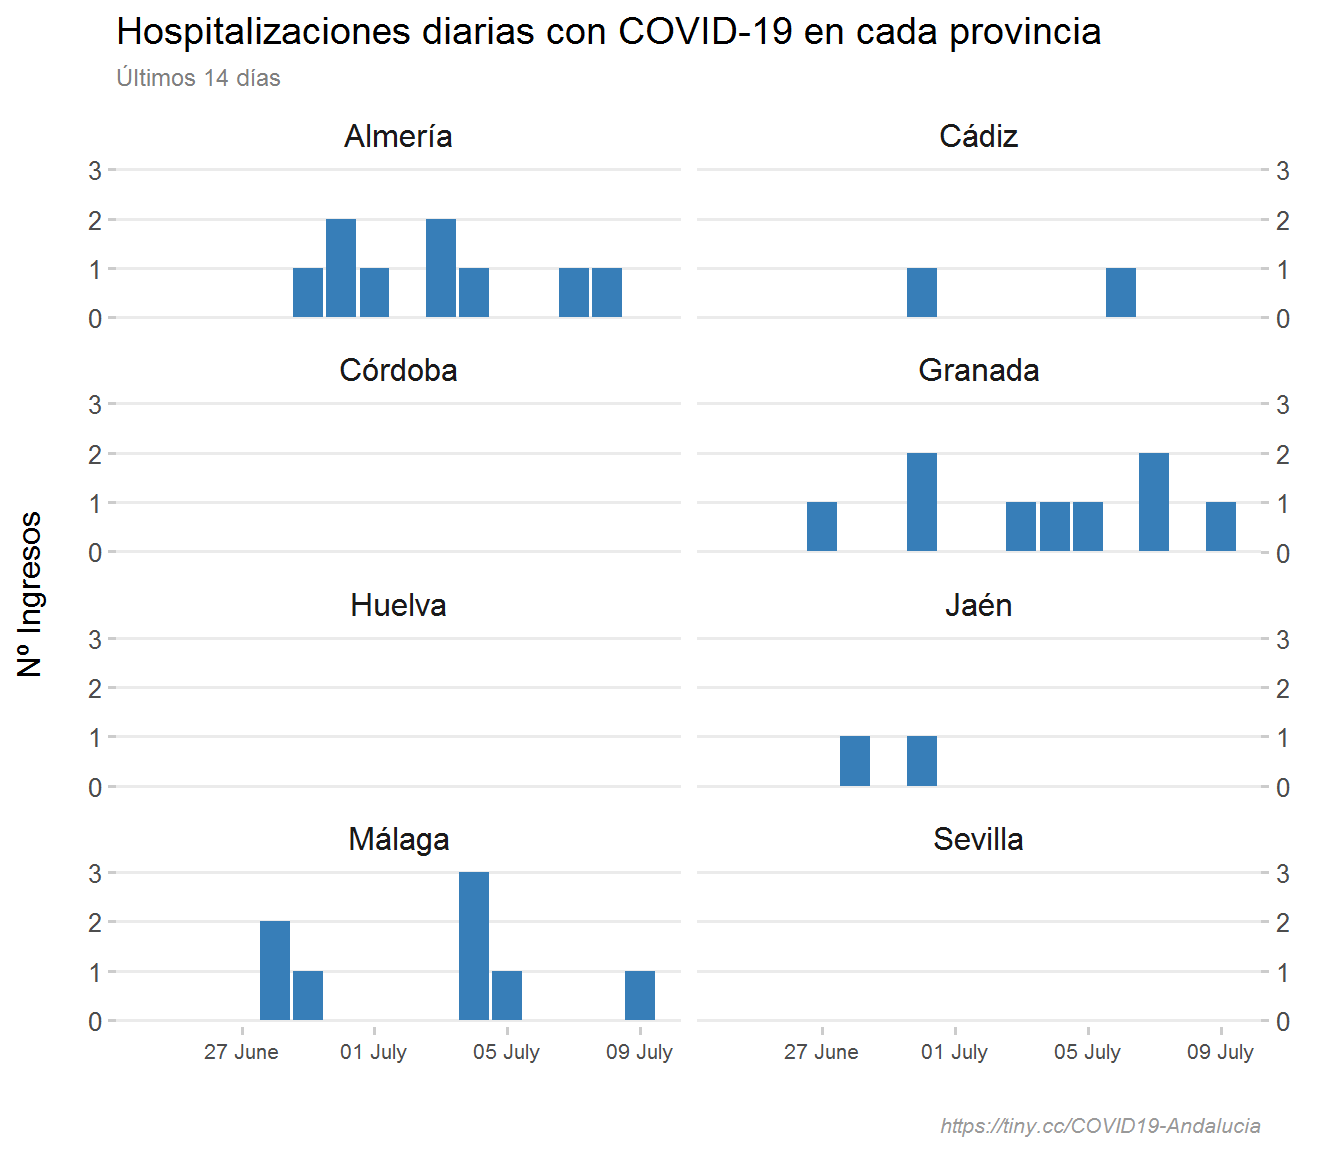 Hospitalizaciones diarias con COVID-19 en cada provincia
Últimos 14 días
Almería
Cádiz
3
2
1
0
3
2
1
0
Córdoba
Granada
3
2
1
0
3
2
1
0
Nº Ingresos
Huelva
Jaén
3
2
1
0
3
2
1
0
Málaga
Sevilla
3
2
1
0
3
2
1
0
27 June 01 July 05 July 09 July
27 June 01 July 05 July 09 July
https://tiny.cc/COVID19-Andalucia